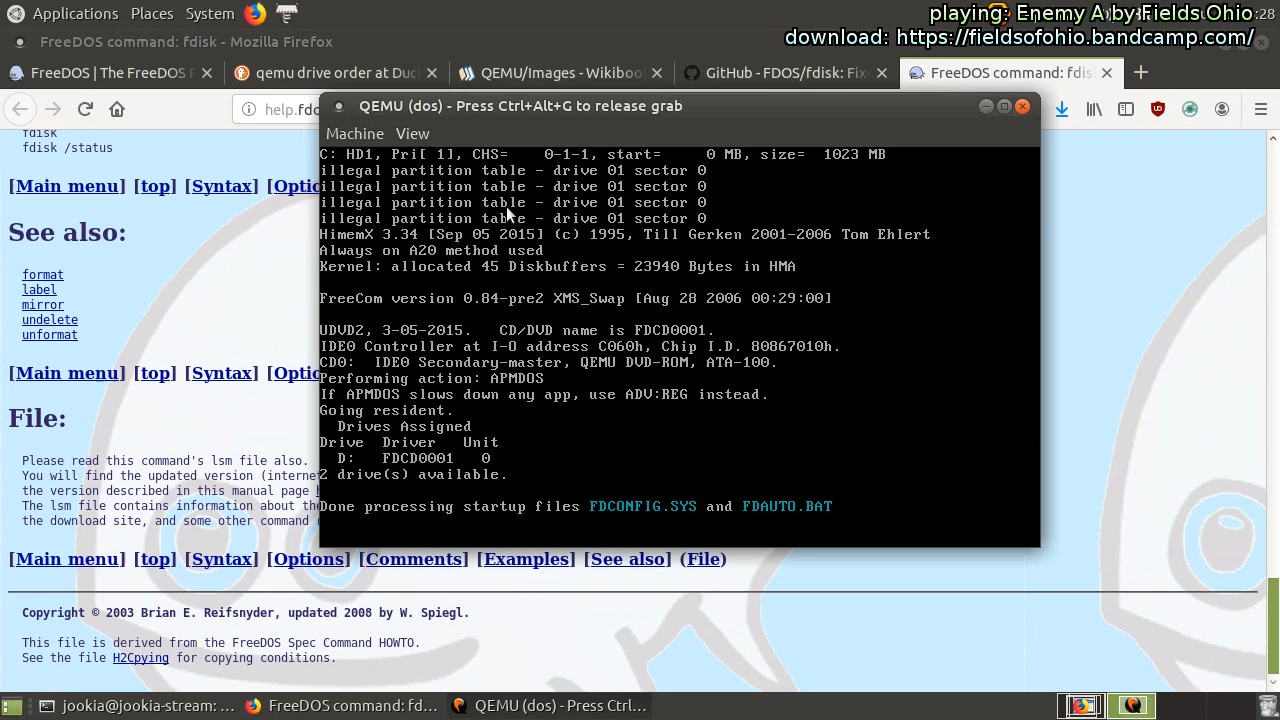 Applications Places System
playing: Enemy A by Fields Ohio :28
FreeDOS command: fdisk - Mozilla Firefox
download: https://fieldsofohio.bandcamp.com/
FreeDOS | The FreeDOS P
qemu drive order at Duc
QEMU/Images - Wikiboo
GitHub - FDOS/fdisk: Fixe
FreeDOS command: fdis
help.fdo
QEMU (dos) - Press Ctrl+Alt+G to release grab
Machine View
fdisk
fdisk /status
[Main menu] [top] [Syntax] [Optio
See also:
format
label
mirror
undelete
unformat
[Main menu] [top] [Syntax] [Optio
File:
Please read this command's lsm file also.
You will find the updated version (interne
the version described in this manual page h
The lsm file contains information about the
the download site, and some other command (
C: HD1, Pri[ 1], CHS=    0-1-1, start=     0 MB, size=  1023 MB
illegal partition table - drive 01 sector 0
illegal partition table - drive 01 sector 0
illegal partition table - drive 01 sector 0
illegal partition table - drive 01 sector 0
HimemX 3.34 [Sep 05 2015] (c) 1995, Till Gerken 2001-2006 Tom Ehlert
Always on A20 method used
Kernel: allocated 45 Diskbuffers = 23940 Bytes in HMA
FreeCom version 0.84-pre2 XMS_Swap [Aug 28 2006 00:29:00]
UDVD2, 3-05-2015.   CD/DVD name is FDCD0001.
IDE0 Controller at I-O address C060h, Chip I.D. 80867010h.
CD0:  IDE0 Secondary-master, QEMU DVD-ROM, ATA-100.
Performing action: APMDOS
If APMDOS slows down any app, use ADV:REG instead.
Going resident.
Drives Assigned
Drive  Driver   Unit
D:   FDCD0001   0
2 drive(s) available.
Done processing startup files FDCONFIG.SYS and FDAUTO.BAT
[Main menu] [top] [Syntax] [Options] [Comments] [Examples] [See also] (File)
Copyright © 2003 Brian E. Reifsnyder, updated 2008 by W. Spiegl.
This file is derived from the FreeDOS Spec Command HOWTO.
See the file H2Cpying for copying conditions.
jookia@jookia-stream: ...
FreeDOS command: fd...
QEMU (dos) - Press Ctrl...